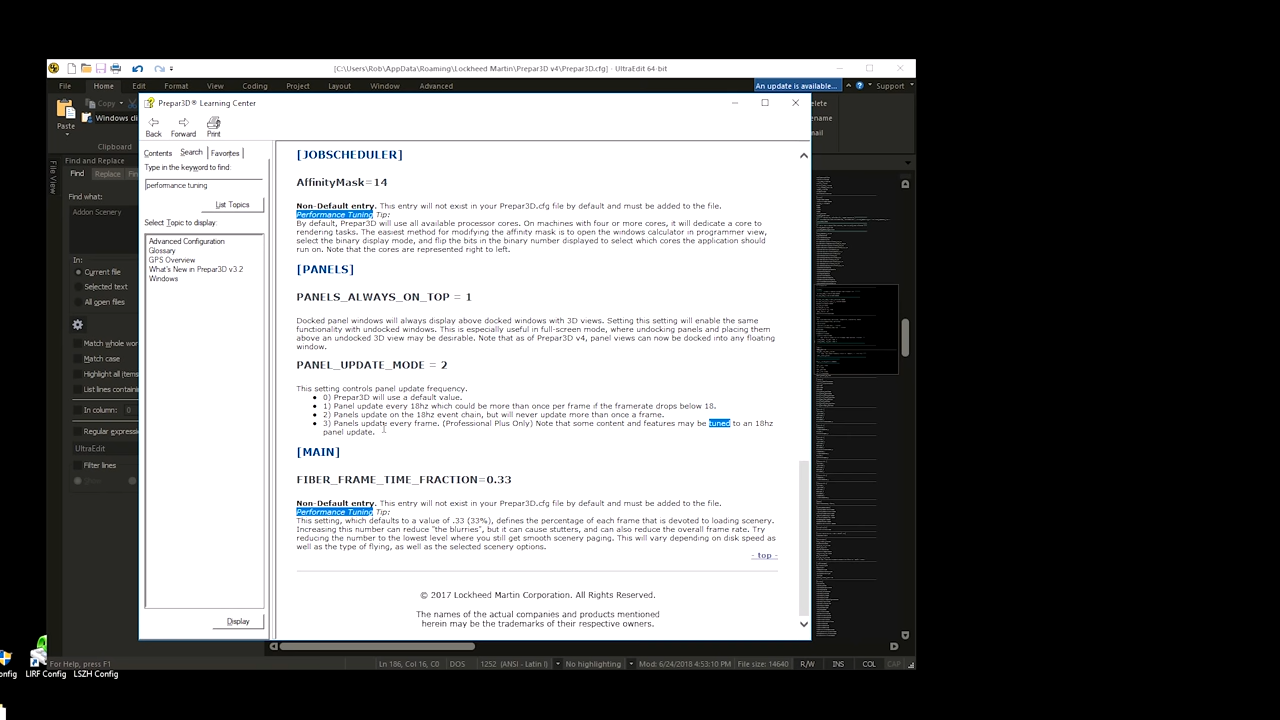 [C:\Users\Rob\AppData\Roaming\Lockheed Martin\Prepar3D v4\Prepar3D.cfg] - UltraEdit 64-bit
File Home Edit Format View Coding Project Layout Window Advanced An update is available... Support
Copy
Paste
Windows cli
Clipboard
Prepar3D® Learning Center
Back Forward Print
Contents Search Favorites
Type in the keyword to find:
perfomance tuning
List Topics
Select Topic to display:
Advanced Configuration
Glossary
GPS Overview
What's New in Prepar3D v3.2
Windows
Display
File View
Find and Replace
Find Replace
Find what:
Addon Scenery
In:
Current file
Selected text
All open files
Match whole word
Match case
Highlight all items
List lines containing
In column: 0
Regular expressions:
UltraEdit
Filter lines
[JOBSCHEDULER]
AffinityMask=14
Non-Default entry. This entry will not exist in your Prepar3D.cfg file by default and must be added to the file.
Performance Tuning Tip:
By default, Prepar3D will use all available processor cores. On machines with four or more cores, it will dedicate a core to
rendering tasks. The easiest method for modifying the affinity mask is to open the windows calculator in programmer view,
select the binary display mode, and flip the bits in the binary number displayed to select which cores the application should
run on. Note that the cores are represented right to left.
[PANELS]
PANELS_ALWAYS_ON_TOP = 1
Docked panel windows will always display above docked windows with 3D views. Setting this setting will enable the same
functionality with undocked windows. This is especially useful in full-screen mode, where undocking panels and placing them
above an undocked 3D view may be desirable. Note that as of Prepar3D v4, panel views can now be docked into any floating
window.
PANEL_UPDATE_MODE = 2
This setting controls panel update frequency.
• 0) Prepar3D will use a default value.
• 1) Panel update every 18hz which could be more than once per frame if the framerate drops below 18.
• 2) Panels update on the 18hz event chain, but will never update more than once a frame.
• 3) Panels update every frame. (Professional Plus Only) Note that some content and features may be tuned to an 18hz
panel update.
[MAIN]
FIBER_FRAME_TIME_FRACTION=0.33
Non-Default entry. This entry will not exist in your Prepar3D.cfg file by default and must be added to the file.
Performance Tuning Tip:
This setting, which defaults to a value of .33 (33%), defines the percentage of each frame that is devoted to loading scenery.
Increasing this number can reduce "the blurries", but it can cause stutters, and can also reduce the overall frame rate. Try
reducing the number to the lowest level where you still get smooth scenery paging. This will vary depending on disk speed as
well as the type of flying, as well as the selected scenery options.
- top -
© 2017 Lockheed Martin Corporation. All Rights Reserved.
The names of the actual companies and products mentioned
herein may be the trademarks of their respective owners.
For Help, press F1 Ln 186, Col 16, C0 DOS 1252 (ANSI - Latin I) No highlighting Mod: 6/24/2018 4:53:10 PM File size: 14640 R/W INS COL CAP
LIRF Config LSZH Config